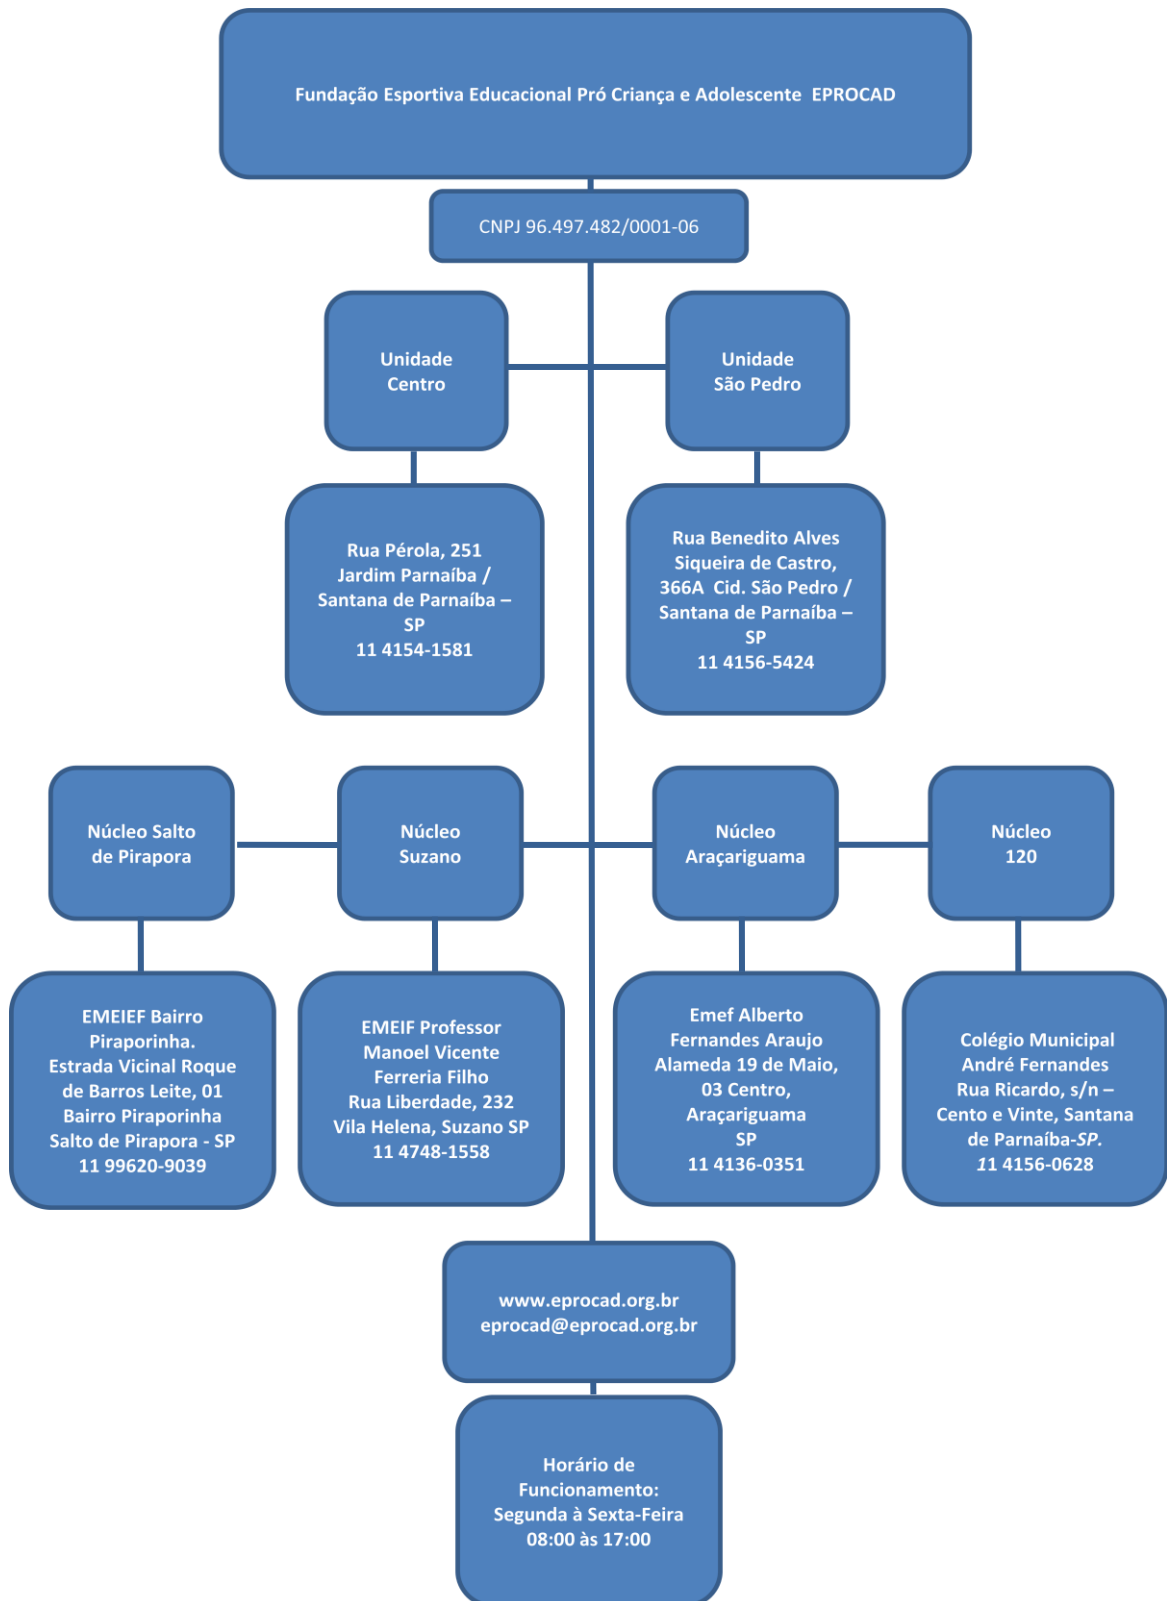 Fundação Esportiva Educacional Pró Criança e Adolescente EPROCAD
CNPJ 96.497.482/0001-06
Unidade
Centro
Unidade
São Pedro
Rua Pérola, 251
Jardim Parnaíba /
Santana de Parnaíba –
SP
11 4154-1581
Rua Benedito Alves
Siqueira de Castro,
366A Cid. São Pedro /
Santana de Parnaíba –
SP
11 4156-5424
Núcleo Salto
de Pirapora
Núcleo
Suzano
Núcleo
Araçariguama
Núcleo
120
EMEIEF Bairro
Piraporinha.
Estrada Vicinal Roque
de Barros Leite, 01
Bairro Piraporinha
Salto de Pirapora - SP
11 99620-9039
EMEIF Professor
Manoel Vicente
Ferreria Filho
Rua Liberdade, 232
Vila Helena, Suzano SP
11 4748-1558
Emef Alberto
Fernandes Araujo
Alameda 19 de Maio,
03 Centro,
Araçariguama
SP
11 4136-0351
Colégio Municipal
André Fernandes
Rua Ricardo, s/n –
Cento e Vinte, Santana
de Parnaíba-SP.
11 4156-0628
www.eprocad.org.br
eprocad@eprocad.org.br
Horário de
Funcionamento:
Segunda à Sexta-Feira
08:00 às 17:00